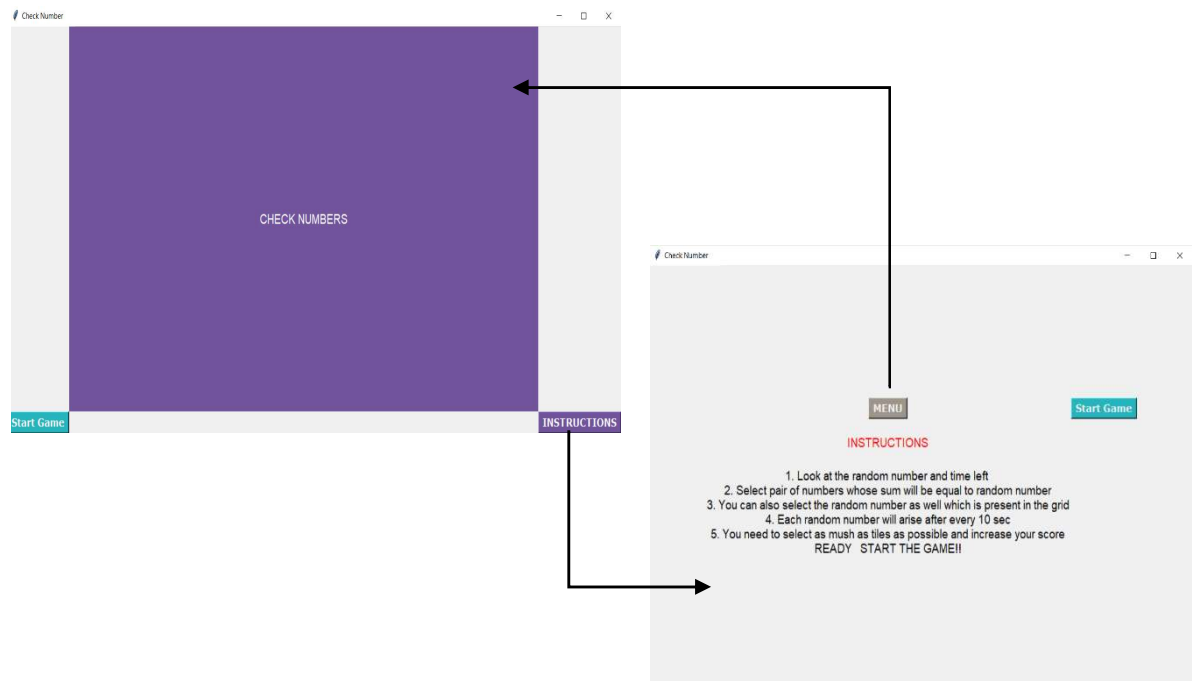 Check Number
CHECK NUMBERS
Start Game
INSTRUCTIONS
Check Number
MENU
Start Game
INSTRUCTIONS
1. Look at the random number and time left
2. Select pair of numbers whose sum will be equal to random number
3. You can also select the random number as well which is present in the grid
4. Each random number will arise after every 10 sec
5. You need to select as mush as tiles as possible and increase your score
READY START THE GAME!!